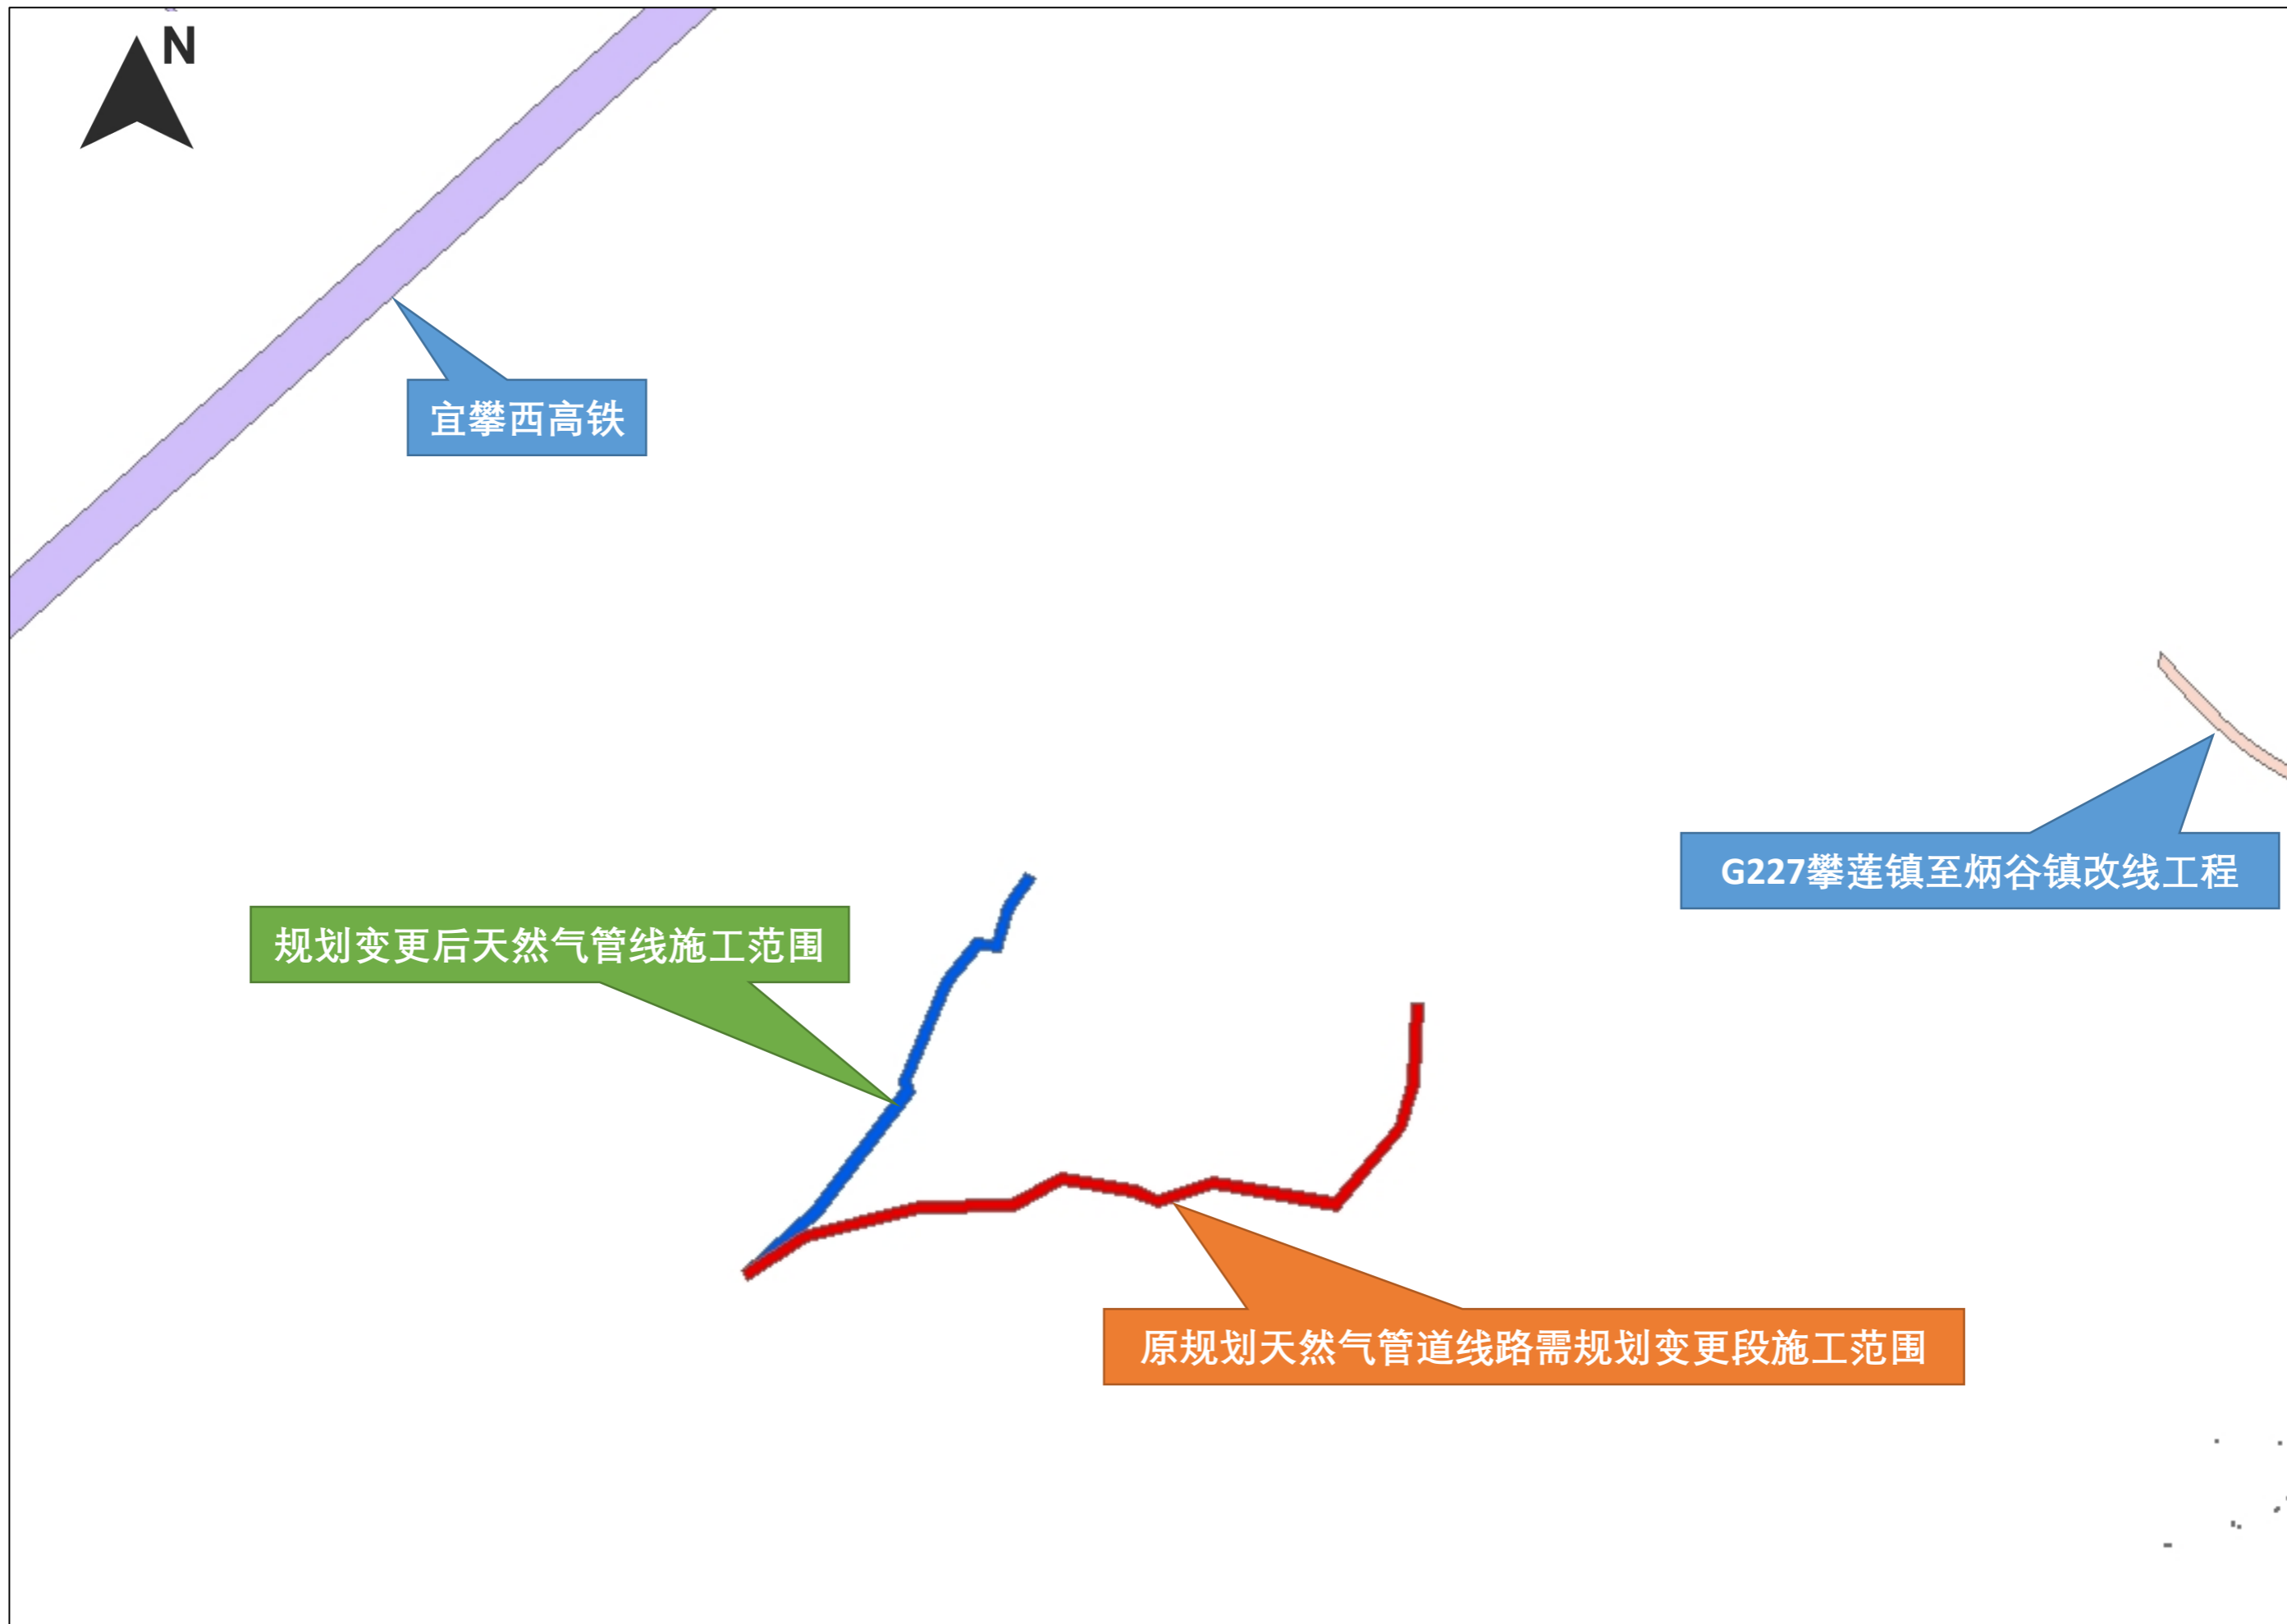 N
宜攀西高铁
G227攀莲镇至炳谷镇改线工程
规划变更后天然气管线施工范围
原规划天然气管道线路需规划变更段施工范围